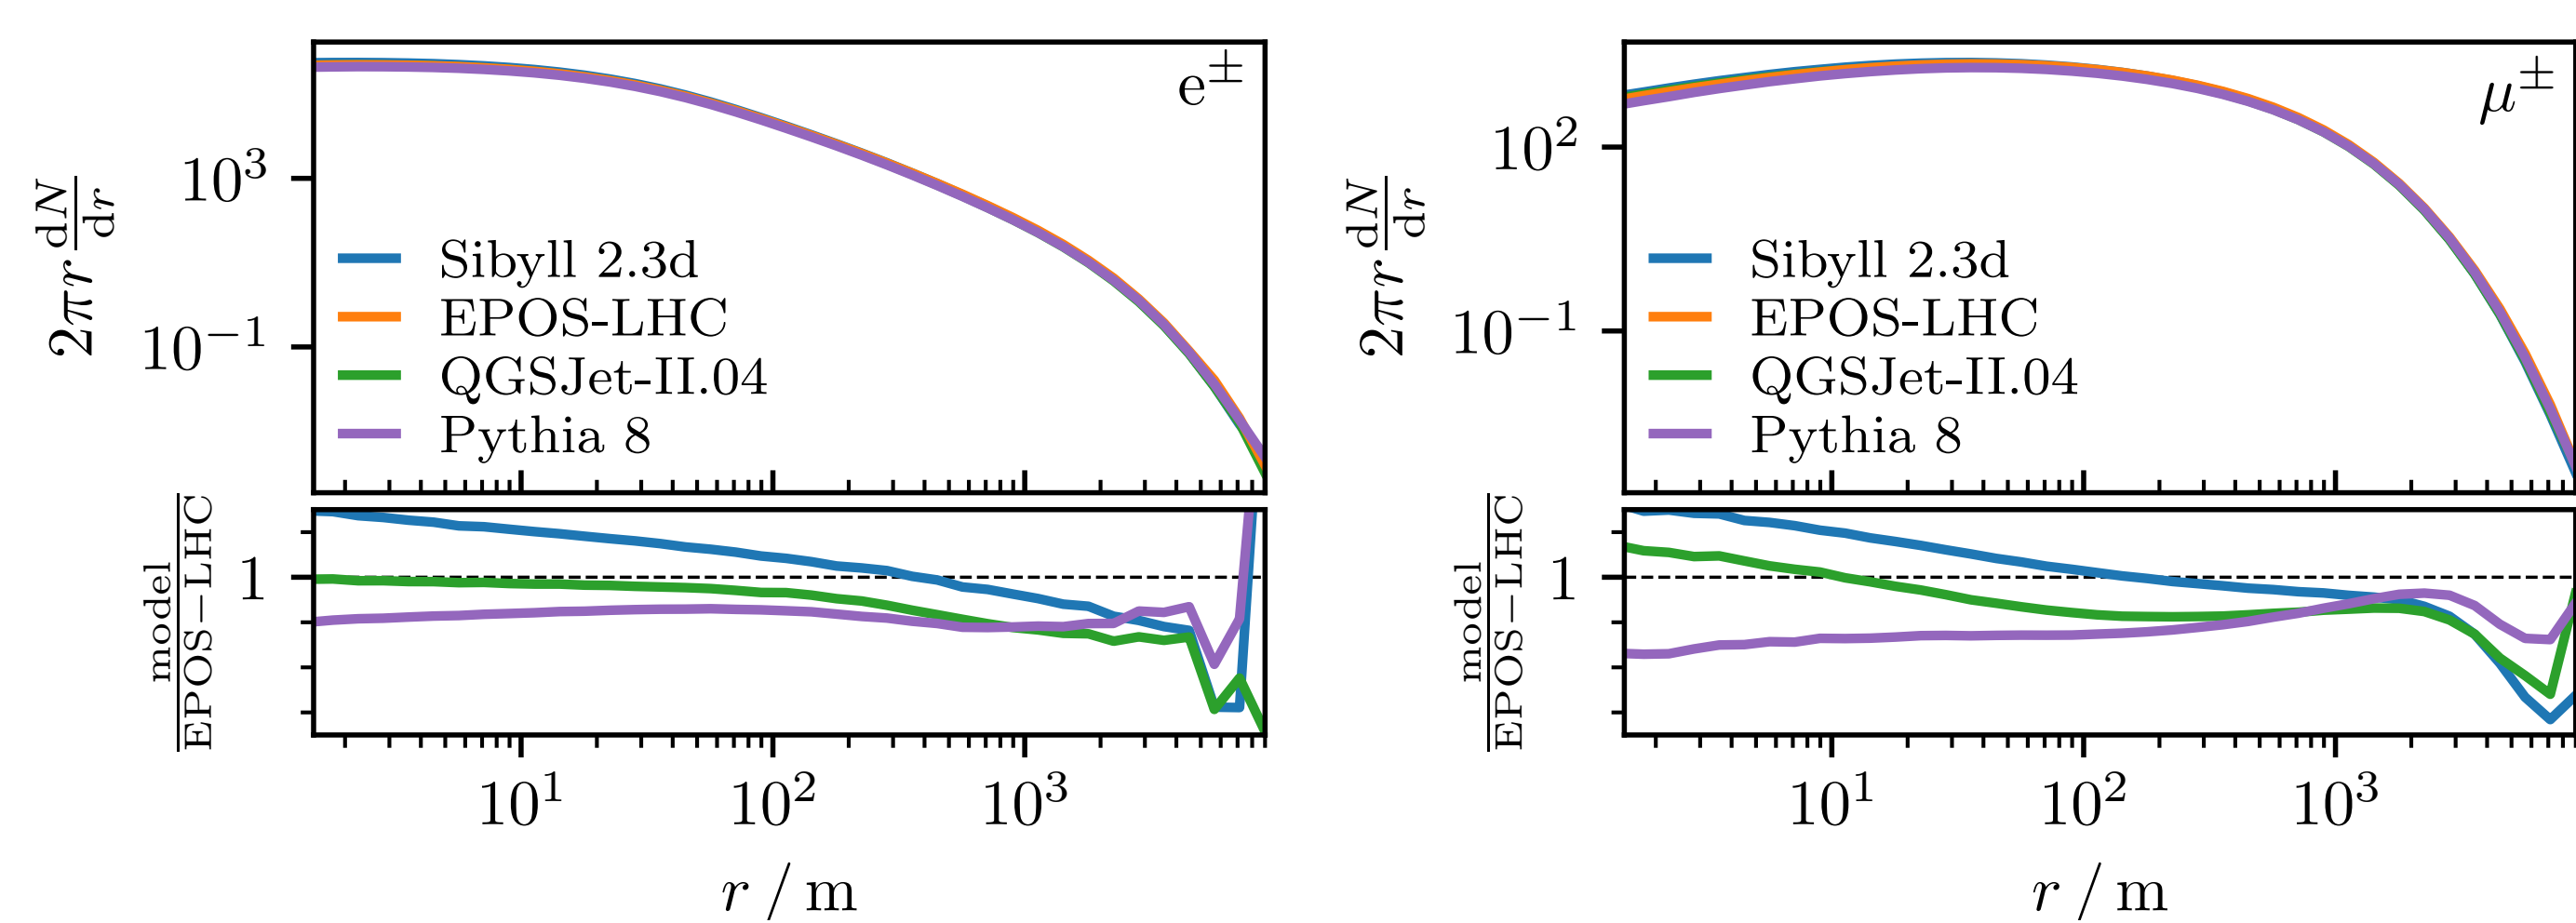 e±
10³
10⁻¹
2πr dN/dr
Sibyll 2.3d
EPOS-LHC
QGSJet-II.04
Pythia 8
model/EPOS−LHC
1
10¹ 10² 10³
r / m
μ±
10²
10⁻¹
2πr dN/dr
Sibyll 2.3d
EPOS-LHC
QGSJet-II.04
Pythia 8
model/EPOS−LHC
1
10¹ 10² 10³
r / m